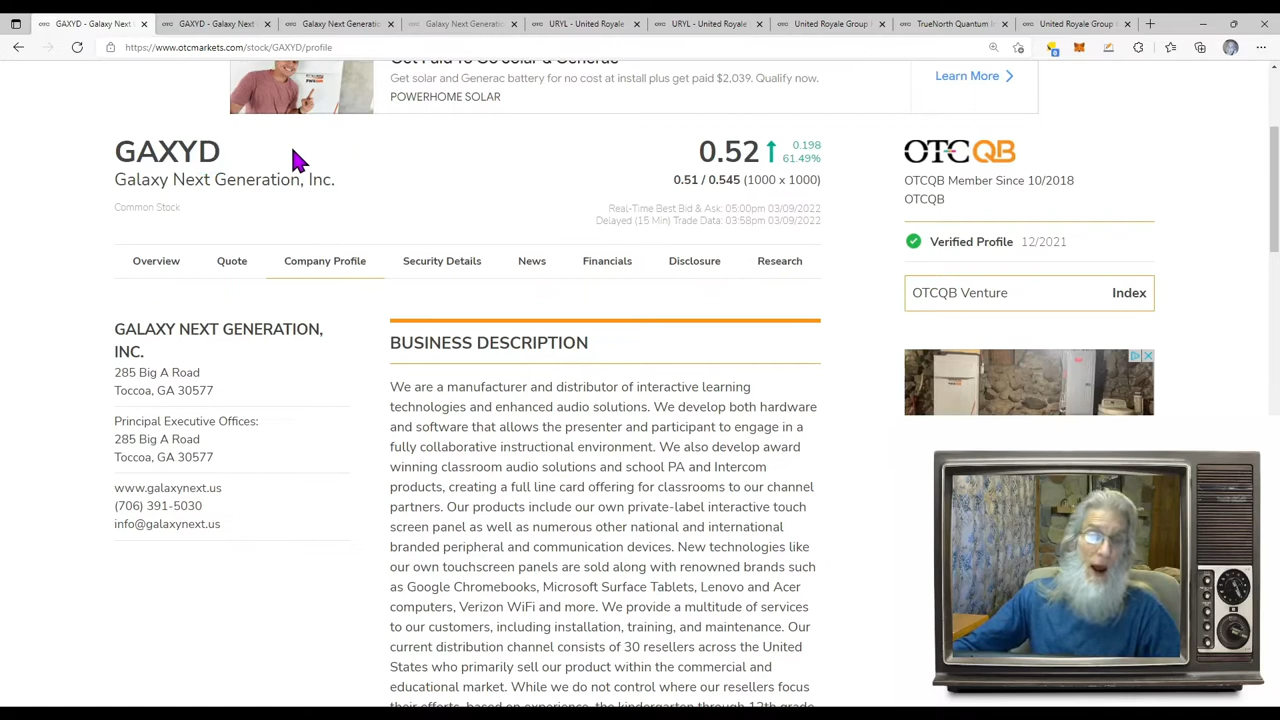 GAXYD - Galaxy Next
GAXYD - Galaxy Next
Galaxy Next Generation
Galaxy Next Generation
URYL - United Royale
URYL - United Royale
United Royale Group
TrueNorth Quantum
United Royale Group
https://www.otcmarkets.com/stock/GAXYD/profile
Get solar and Generac battery for no cost at install plus get paid $2,039. Qualify now.
POWERHOME SOLAR
Learn More
GAXYD
Galaxy Next Generation, Inc.
Common Stock
0.52
0.198
61.49%
0.51 / 0.545 (1000 x 1000)
Real-Time Best Bid & Ask: 05:00pm 03/09/2022
Delayed (15 Min) Trade Data: 03:58pm 03/09/2022
OTCQB
OTCQB Member Since 10/2018
OTCQB
Verified Profile 12/2021
OTCQB Venture Index
Overview Quote Company Profile Security Details News Financials Disclosure Research
GALAXY NEXT GENERATION,
INC.
285 Big A Road
Toccoa, GA 30577
Principal Executive Offices:
285 Big A Road
Toccoa, GA 30577
www.galaxynext.us
(706) 391-5030
info@galaxynext.us
BUSINESS DESCRIPTION
We are a manufacturer and distributor of interactive learning
technologies and enhanced audio solutions. We develop both hardware
and software that allows the presenter and participant to engage in a
fully collaborative instructional environment. We also develop award
winning classroom audio solutions and school PA and Intercom
products, creating a full line card offering for classrooms to our channel
partners. Our products include our own private-label interactive touch
screen panel as well as numerous other national and international
branded peripheral and communication devices. New technologies like
our own touchscreen panels are sold along with renowned brands such
as Google Chromebooks, Microsoft Surface Tablets, Lenovo and Acer
computers, Verizon WiFi and more. We provide a multitude of services
to our customers, including installation, training, and maintenance. Our
current distribution channel consists of 30 resellers across the United
States who primarily sell our product within the commercial and
educational market. While we do not control where our resellers focus
their efforts, based on experience, the kindergarten through 12th grade